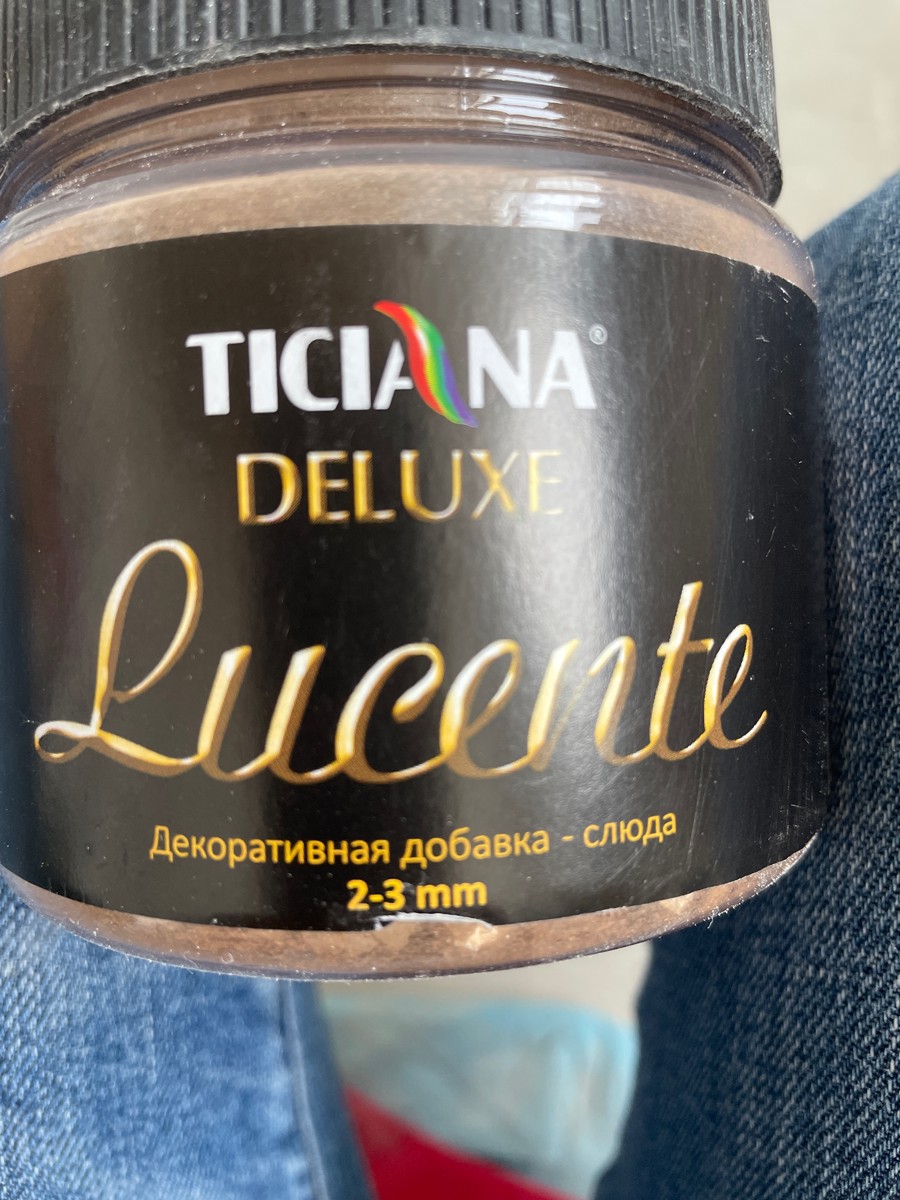 TICIANA®
DELUXE
Lucente
Декоративная добавка - слюда
2-3 mm